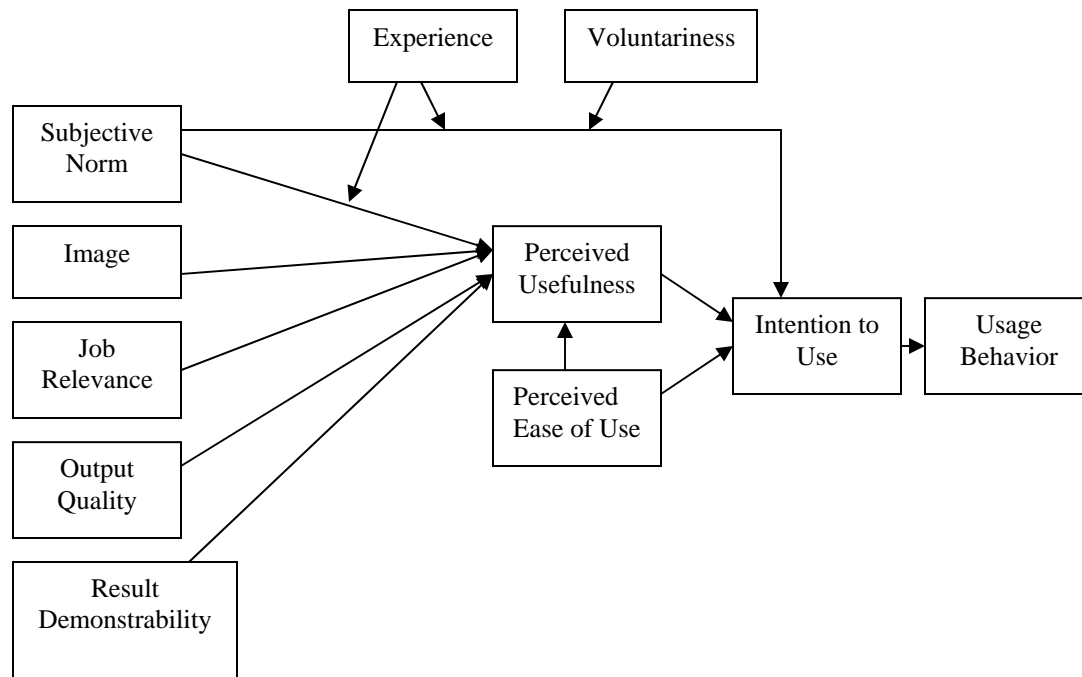 Experience
Voluntariness
Subjective
Norm
Image
Job
Relevance
Output
Quality
Result
Demonstrability
Perceived
Usefulness
Perceived
Ease of Use
Intention to
Use
Usage
Behavior